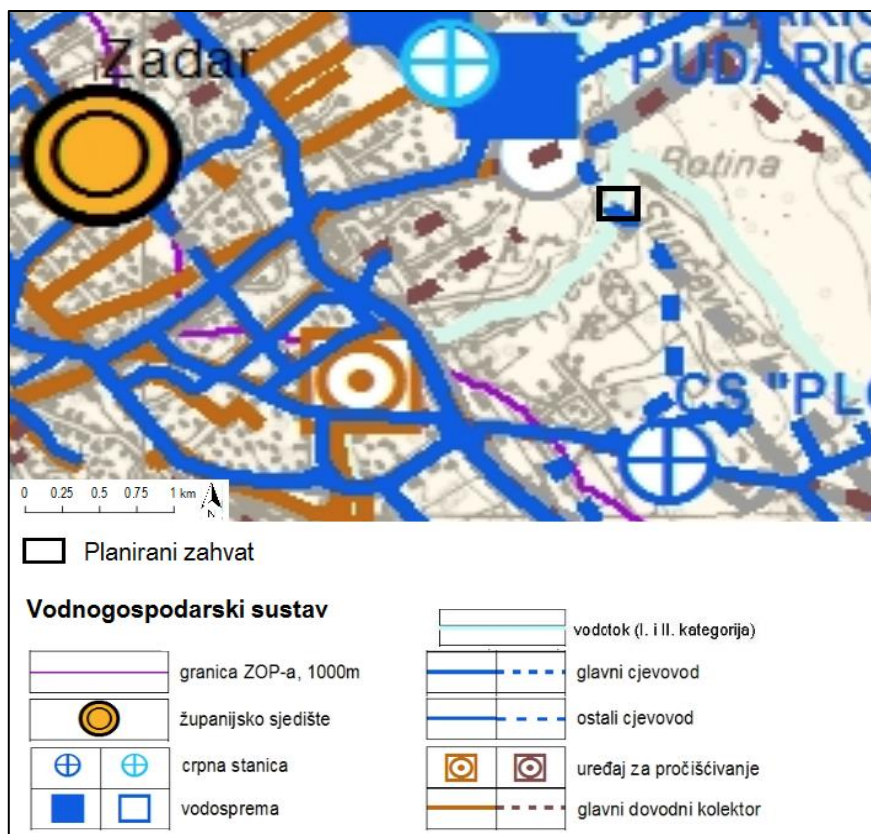 Zadar
PUDARIC
Rotina
CS "PLO
0 0.25 0.5 0.75 1 km
N
Planirani zahvat
Vodnogospodarski sustav
vodotok (I. i II. kategorija)
granica ZOP-a, 1000m
glavni cjevovod
županijsko sjedište
ostali cjevovod
crpna stanica
uređaj za pročišćivanje
vodosprema
glavni dovodni kolektor